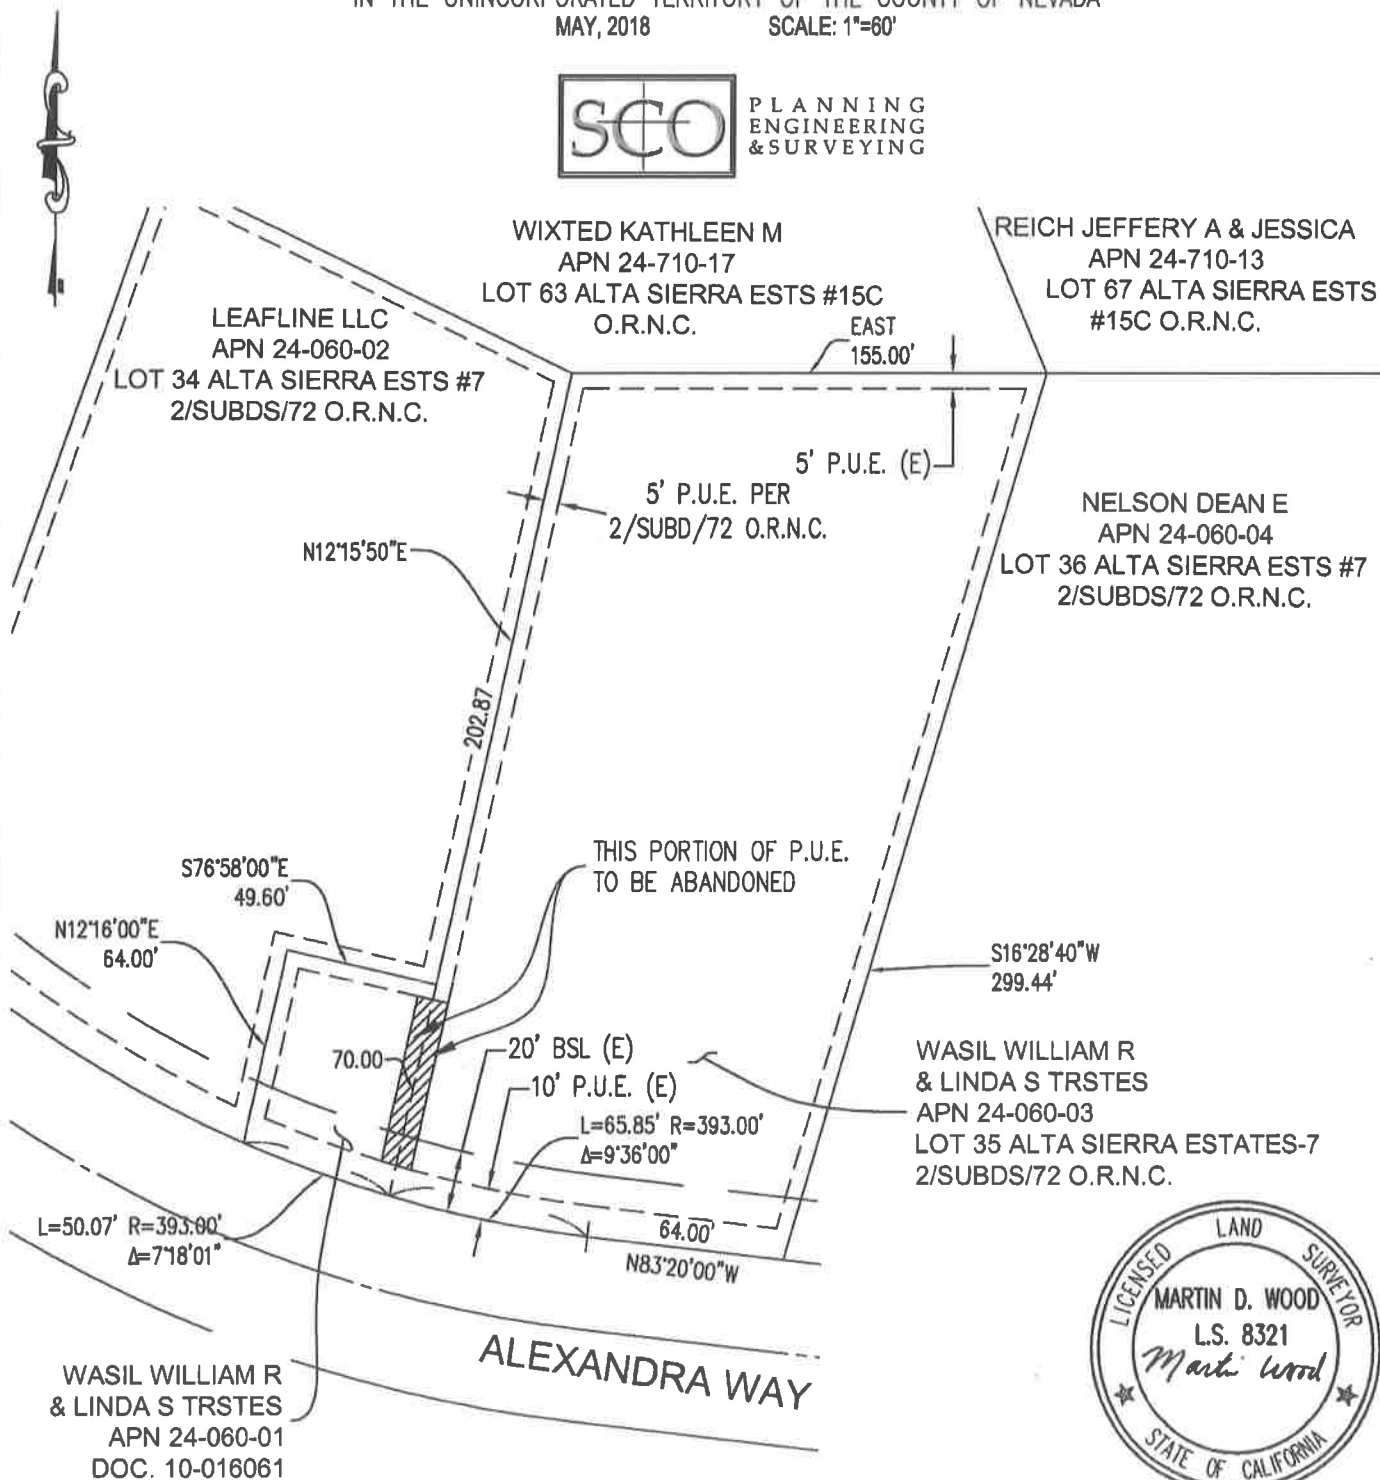 IN THE UNINCORPORATED TERRITORY OF THE COUNTY OF NEVADA
MAY, 2018 SCALE: 1"=60'
SCO
PLANNING
ENGINEERING
&SURVEYING
WIXTED KATHLEEN M
APN 24-710-17
LOT 63 ALTA SIERRA ESTS #15C
O.R.N.C.
REICH JEFFERY A & JESSICA
APN 24-710-13
LOT 67 ALTA SIERRA ESTS
#15C O.R.N.C.
LEAFLINE LLC
APN 24-060-02
LOT 34 ALTA SIERRA ESTS #7
2/SUBDS/72 O.R.N.C.
EAST
155.00'
5' P.U.E. (E)
5' P.U.E. PER
2/SUBD/72 O.R.N.C.
NELSON DEAN E
APN 24-060-04
LOT 36 ALTA SIERRA ESTS #7
2/SUBDS/72 O.R.N.C.
N12°15'50"E
202.87
THIS PORTION OF P.U.E.
TO BE ABANDONED
S76°58'00"E
49.60'
N12°16'00"E
64.00'
S16°28'40"W
299.44'
70.00
20' BSL (E)
10' P.U.E. (E)
L=65.85' R=393.00'
Δ=9°36'00"
WASIL WILLIAM R
& LINDA S TRSTES
APN 24-060-03
LOT 35 ALTA SIERRA ESTATES-7
2/SUBDS/72 O.R.N.C.
L=50.07' R=393.00'
Δ=7°18'01"
64.00'
N83°20'00"W
ALEXANDRA WAY
WASIL WILLIAM R
& LINDA S TRSTES
APN 24-060-01
DOC. 10-016061
LICENSED LAND SURVEYOR
MARTIN D. WOOD
L.S. 8321
Martin Wood
STATE OF CALIFORNIA